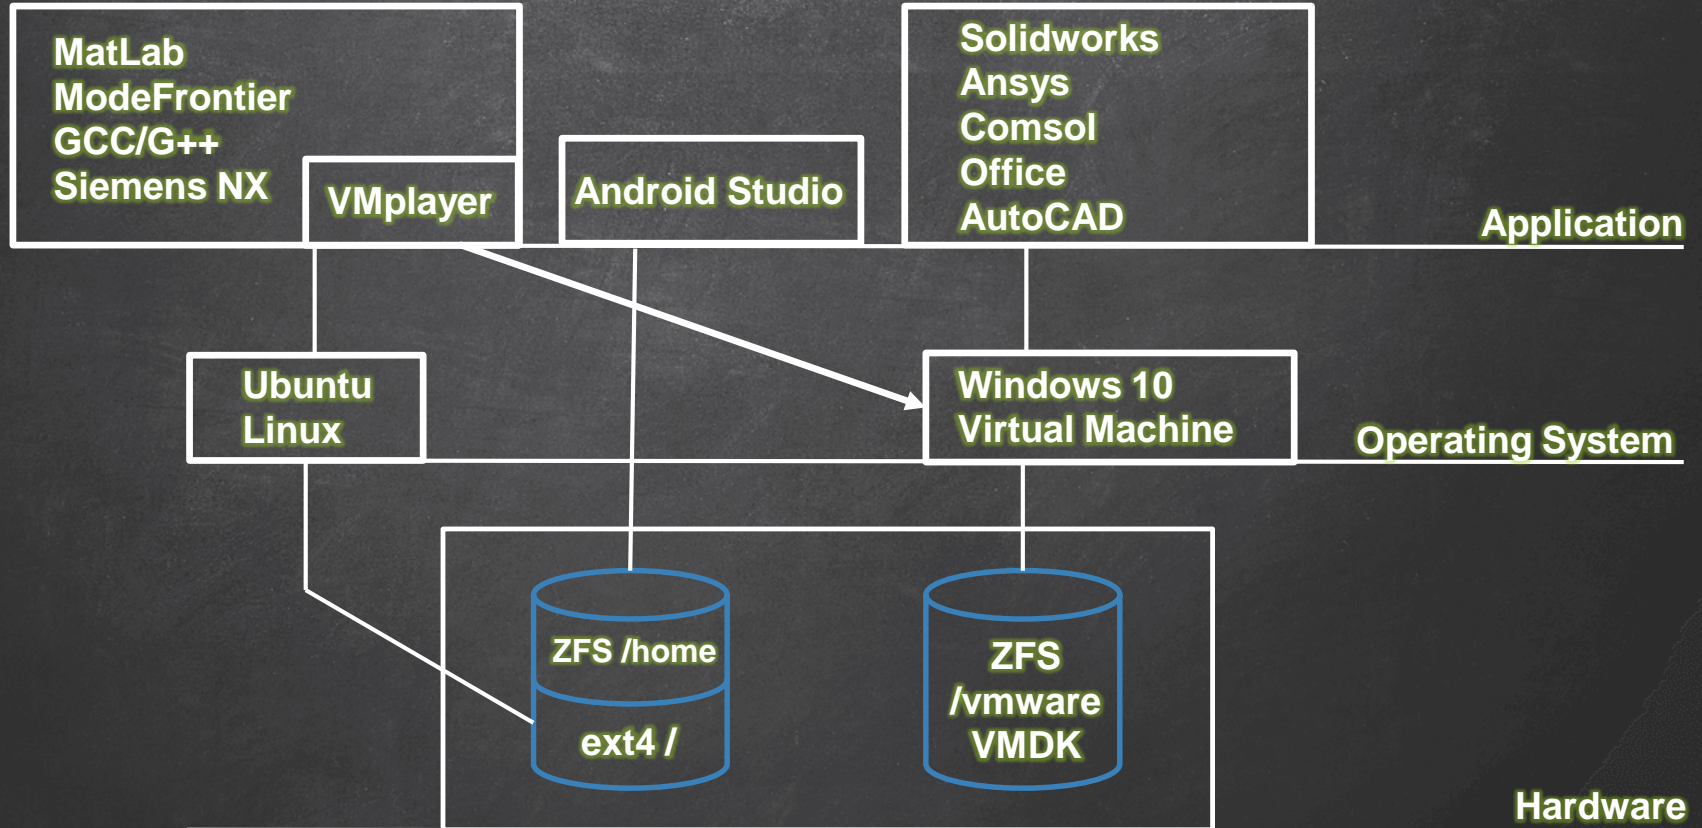 MatLab
ModeFrontier
GCC/G++
Siemens NX
VMplayer
Android Studio
Solidworks
Ansys
Comsol
Office
AutoCAD
Application
Ubuntu
Linux
Windows 10
Virtual Machine
Operating System
ZFS /home
ext4 /
ZFS
/vmware
VMDK
Hardware